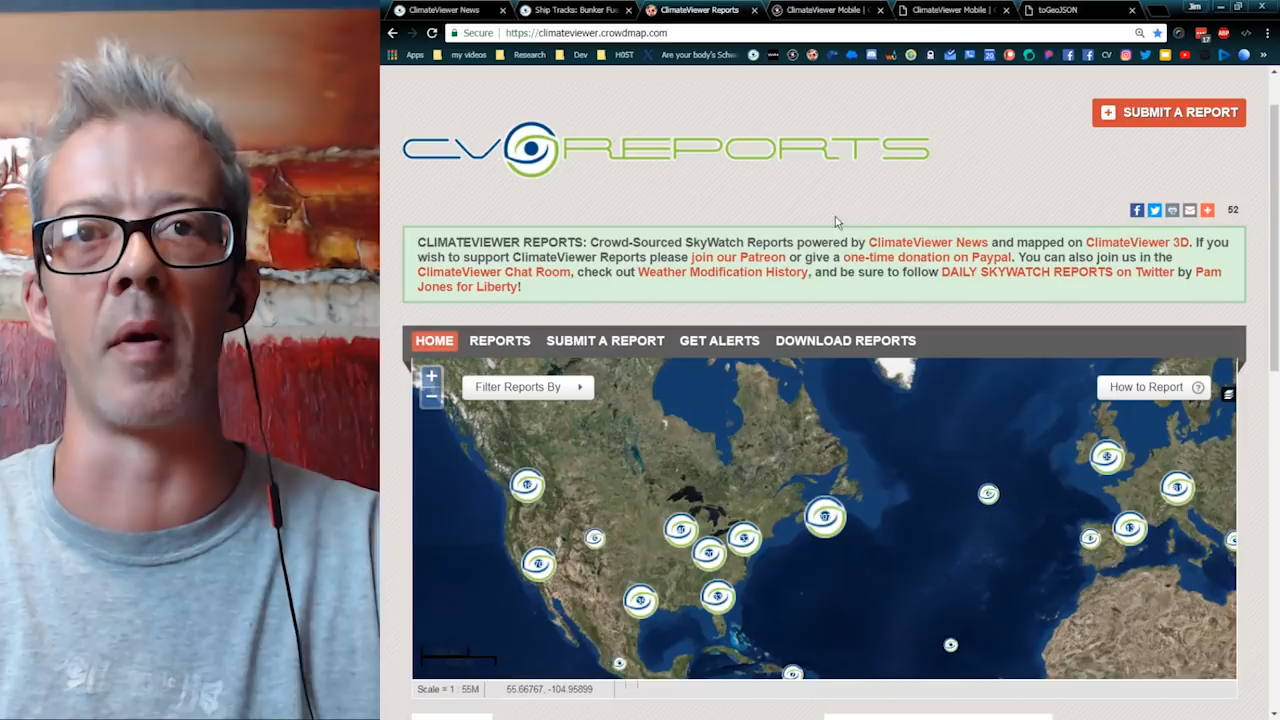 ClimateViewer News
Ship Tracks: Bunker Fue
ClimateViewer Reports
ClimateViewer Mobile | C
ClimateViewer Mobile |
toGeoJSON
Jim
Secure
https://climateviewer.crowdmap.com
17
ABP
Apps
my videos
Research
Dev
H0ST
Are your body's Schw
CV
CV REPORTS
SUBMIT A REPORT
52
CLIMATEVIEWER REPORTS: Crowd-Sourced SkyWatch Reports powered by ClimateViewer News and mapped on ClimateViewer 3D. If you
wish to support ClimateViewer Reports please join our Patreon or give a one-time donation on Paypal. You can also join us in the
ClimateViewer Chat Room, check out Weather Modification History, and be sure to follow DAILY SKYWATCH REPORTS on Twitter by Pam
Jones for Liberty!
HOME
REPORTS
SUBMIT A REPORT
GET ALERTS
DOWNLOAD REPORTS
Filter Reports By
How to Report
Scale = 1 : 55M
55.66767, -104.95899